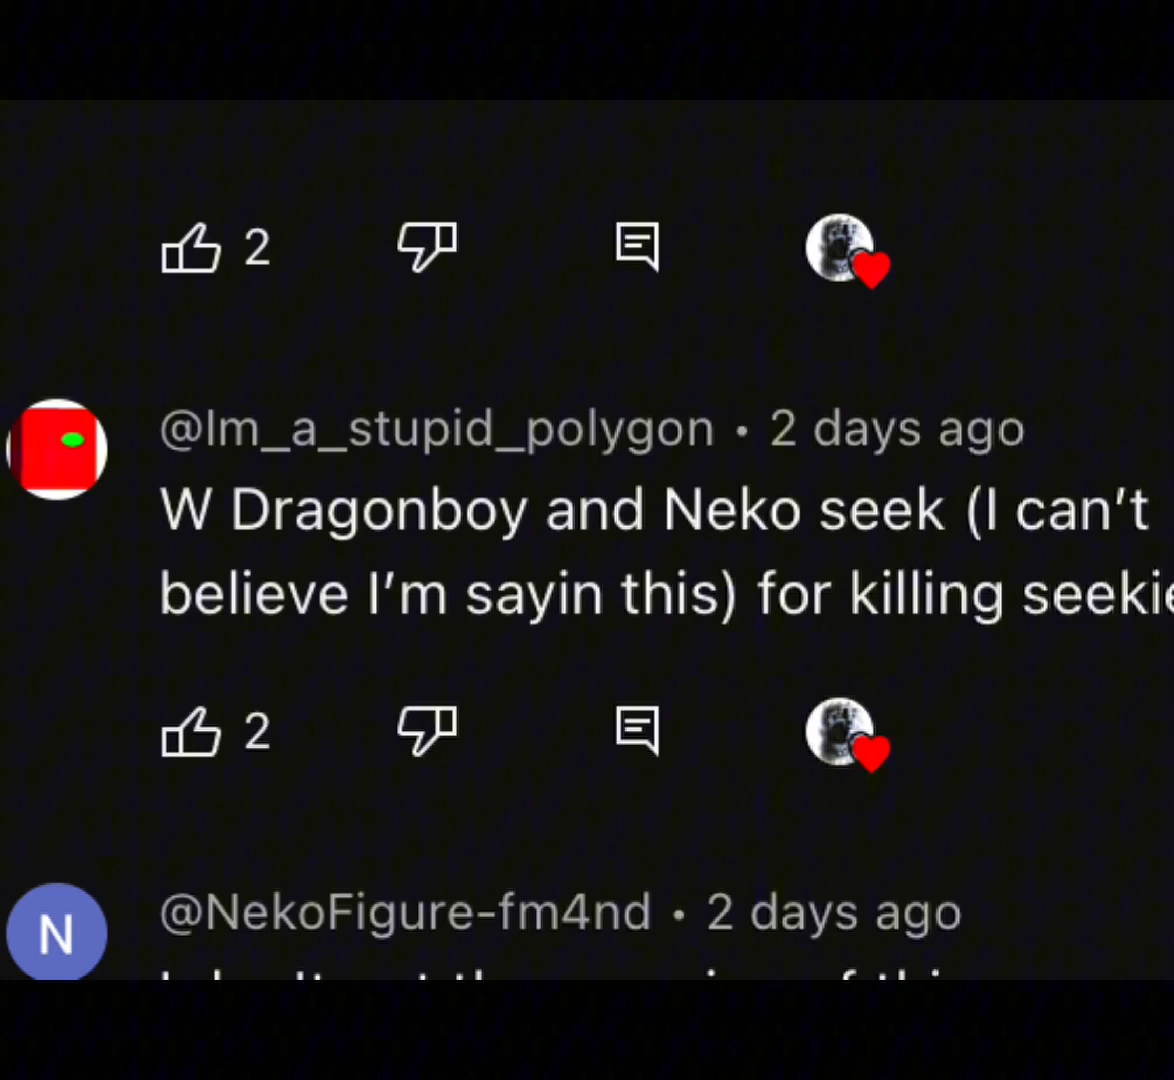 2
@Im_a_stupid_polygon • 2 days ago
W Dragonboy and Neko seek (I can’t
believe I’m sayin this) for killing
2
N
@NekoFigure-fm4nd • 2 days ago